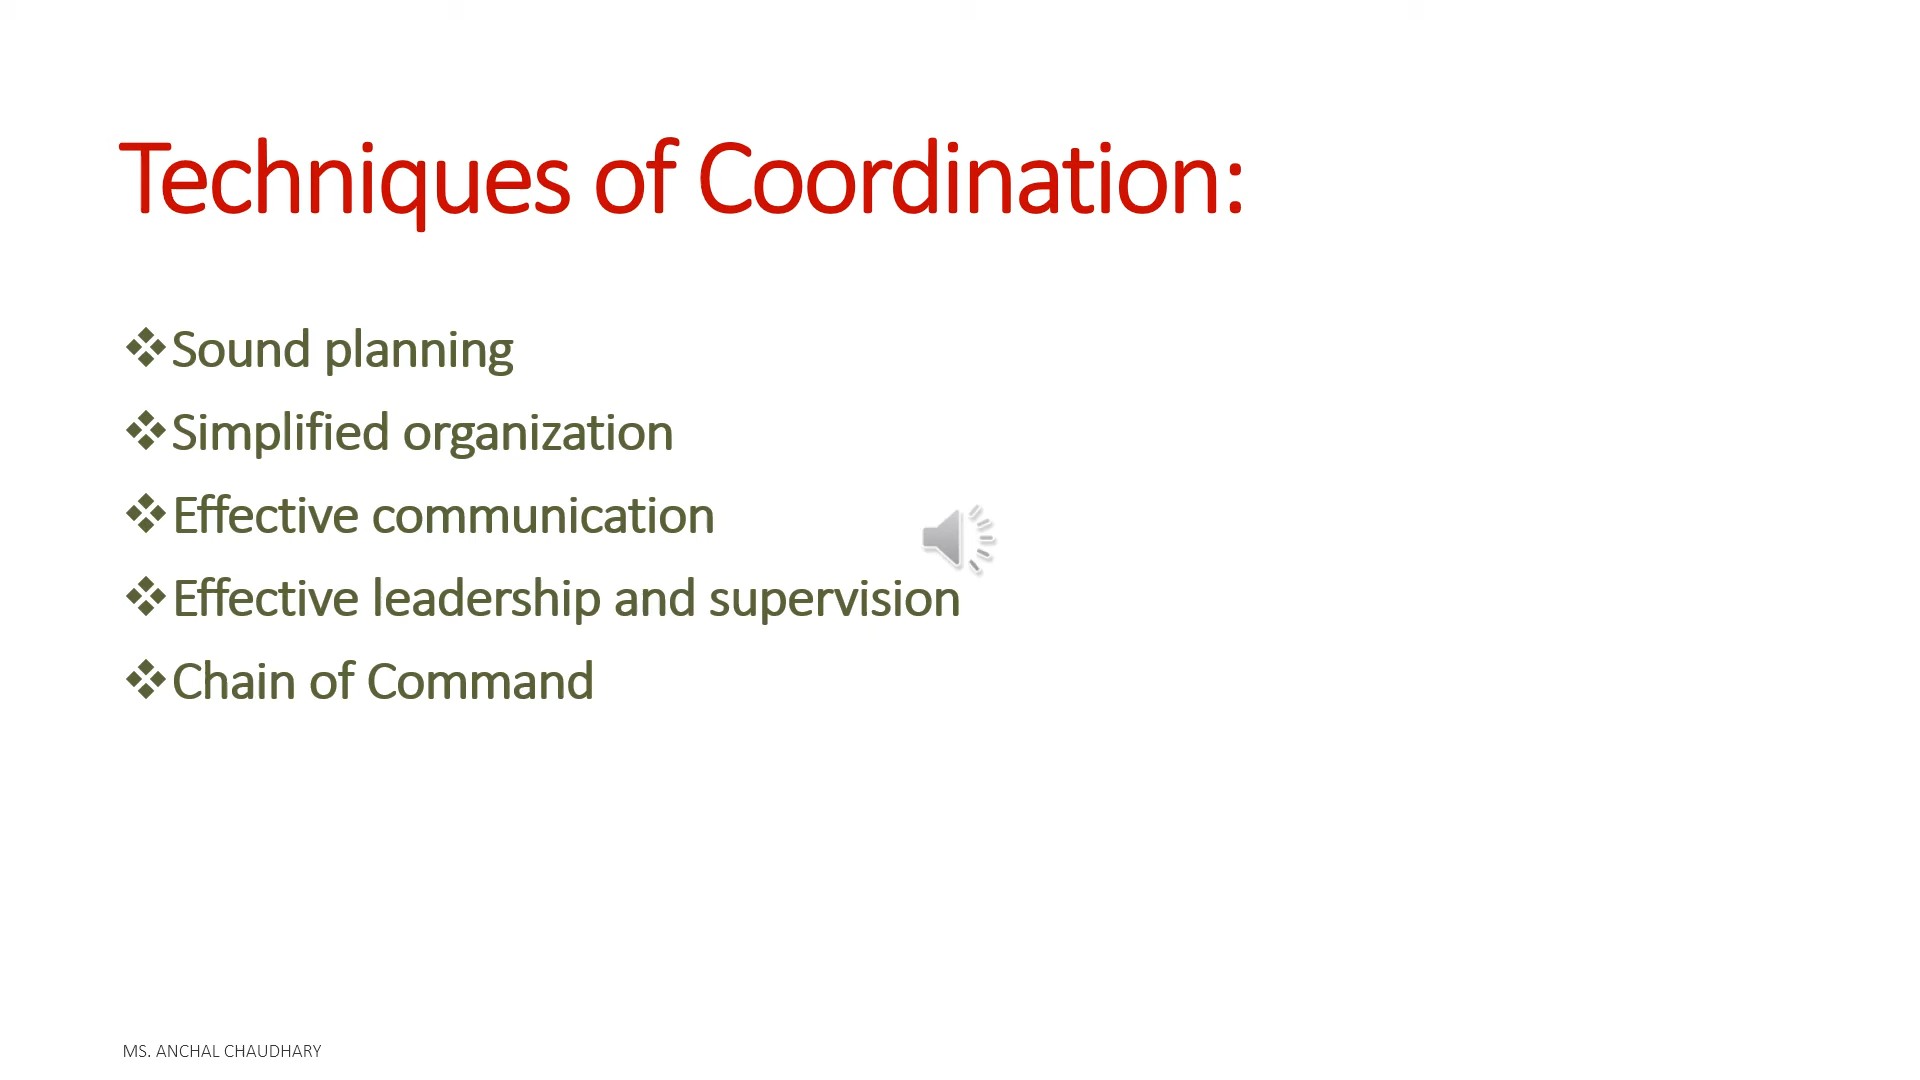 Techniques of Coordination:
❖Sound planning
❖Simplified organization
❖Effective communication
❖Effective leadership and supervision
❖Chain of Command
MS. ANCHAL CHAUDHARY